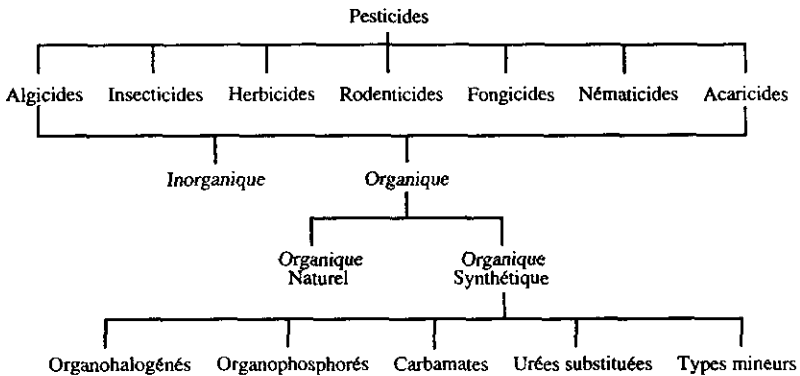 Pesticides
Algicides Insecticides Herbicides Rodenticides Fongicides Nématicides Acaricides
Inorganique Organique
Organique Organique
Naturel Synthétique
Organohalogénés Organophosphorés Carbamates Urées substituées Types mineurs